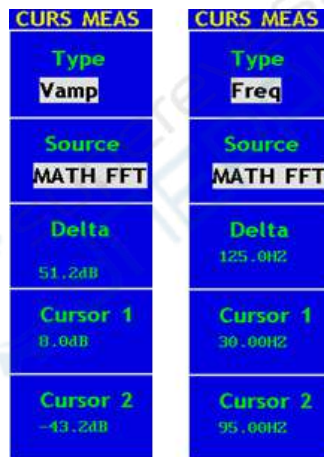 CURS MEAS
Type
Vamp
Source
MATH FFT
Delta
51.2dB
Cursor 1
8.0dB
Cursor 2
-43.2dB
CURS MEAS
Type
Freq
Source
MATH FFT
Delta
125.0HZ
Cursor 1
30.00HZ
Cursor 2
95.00HZ